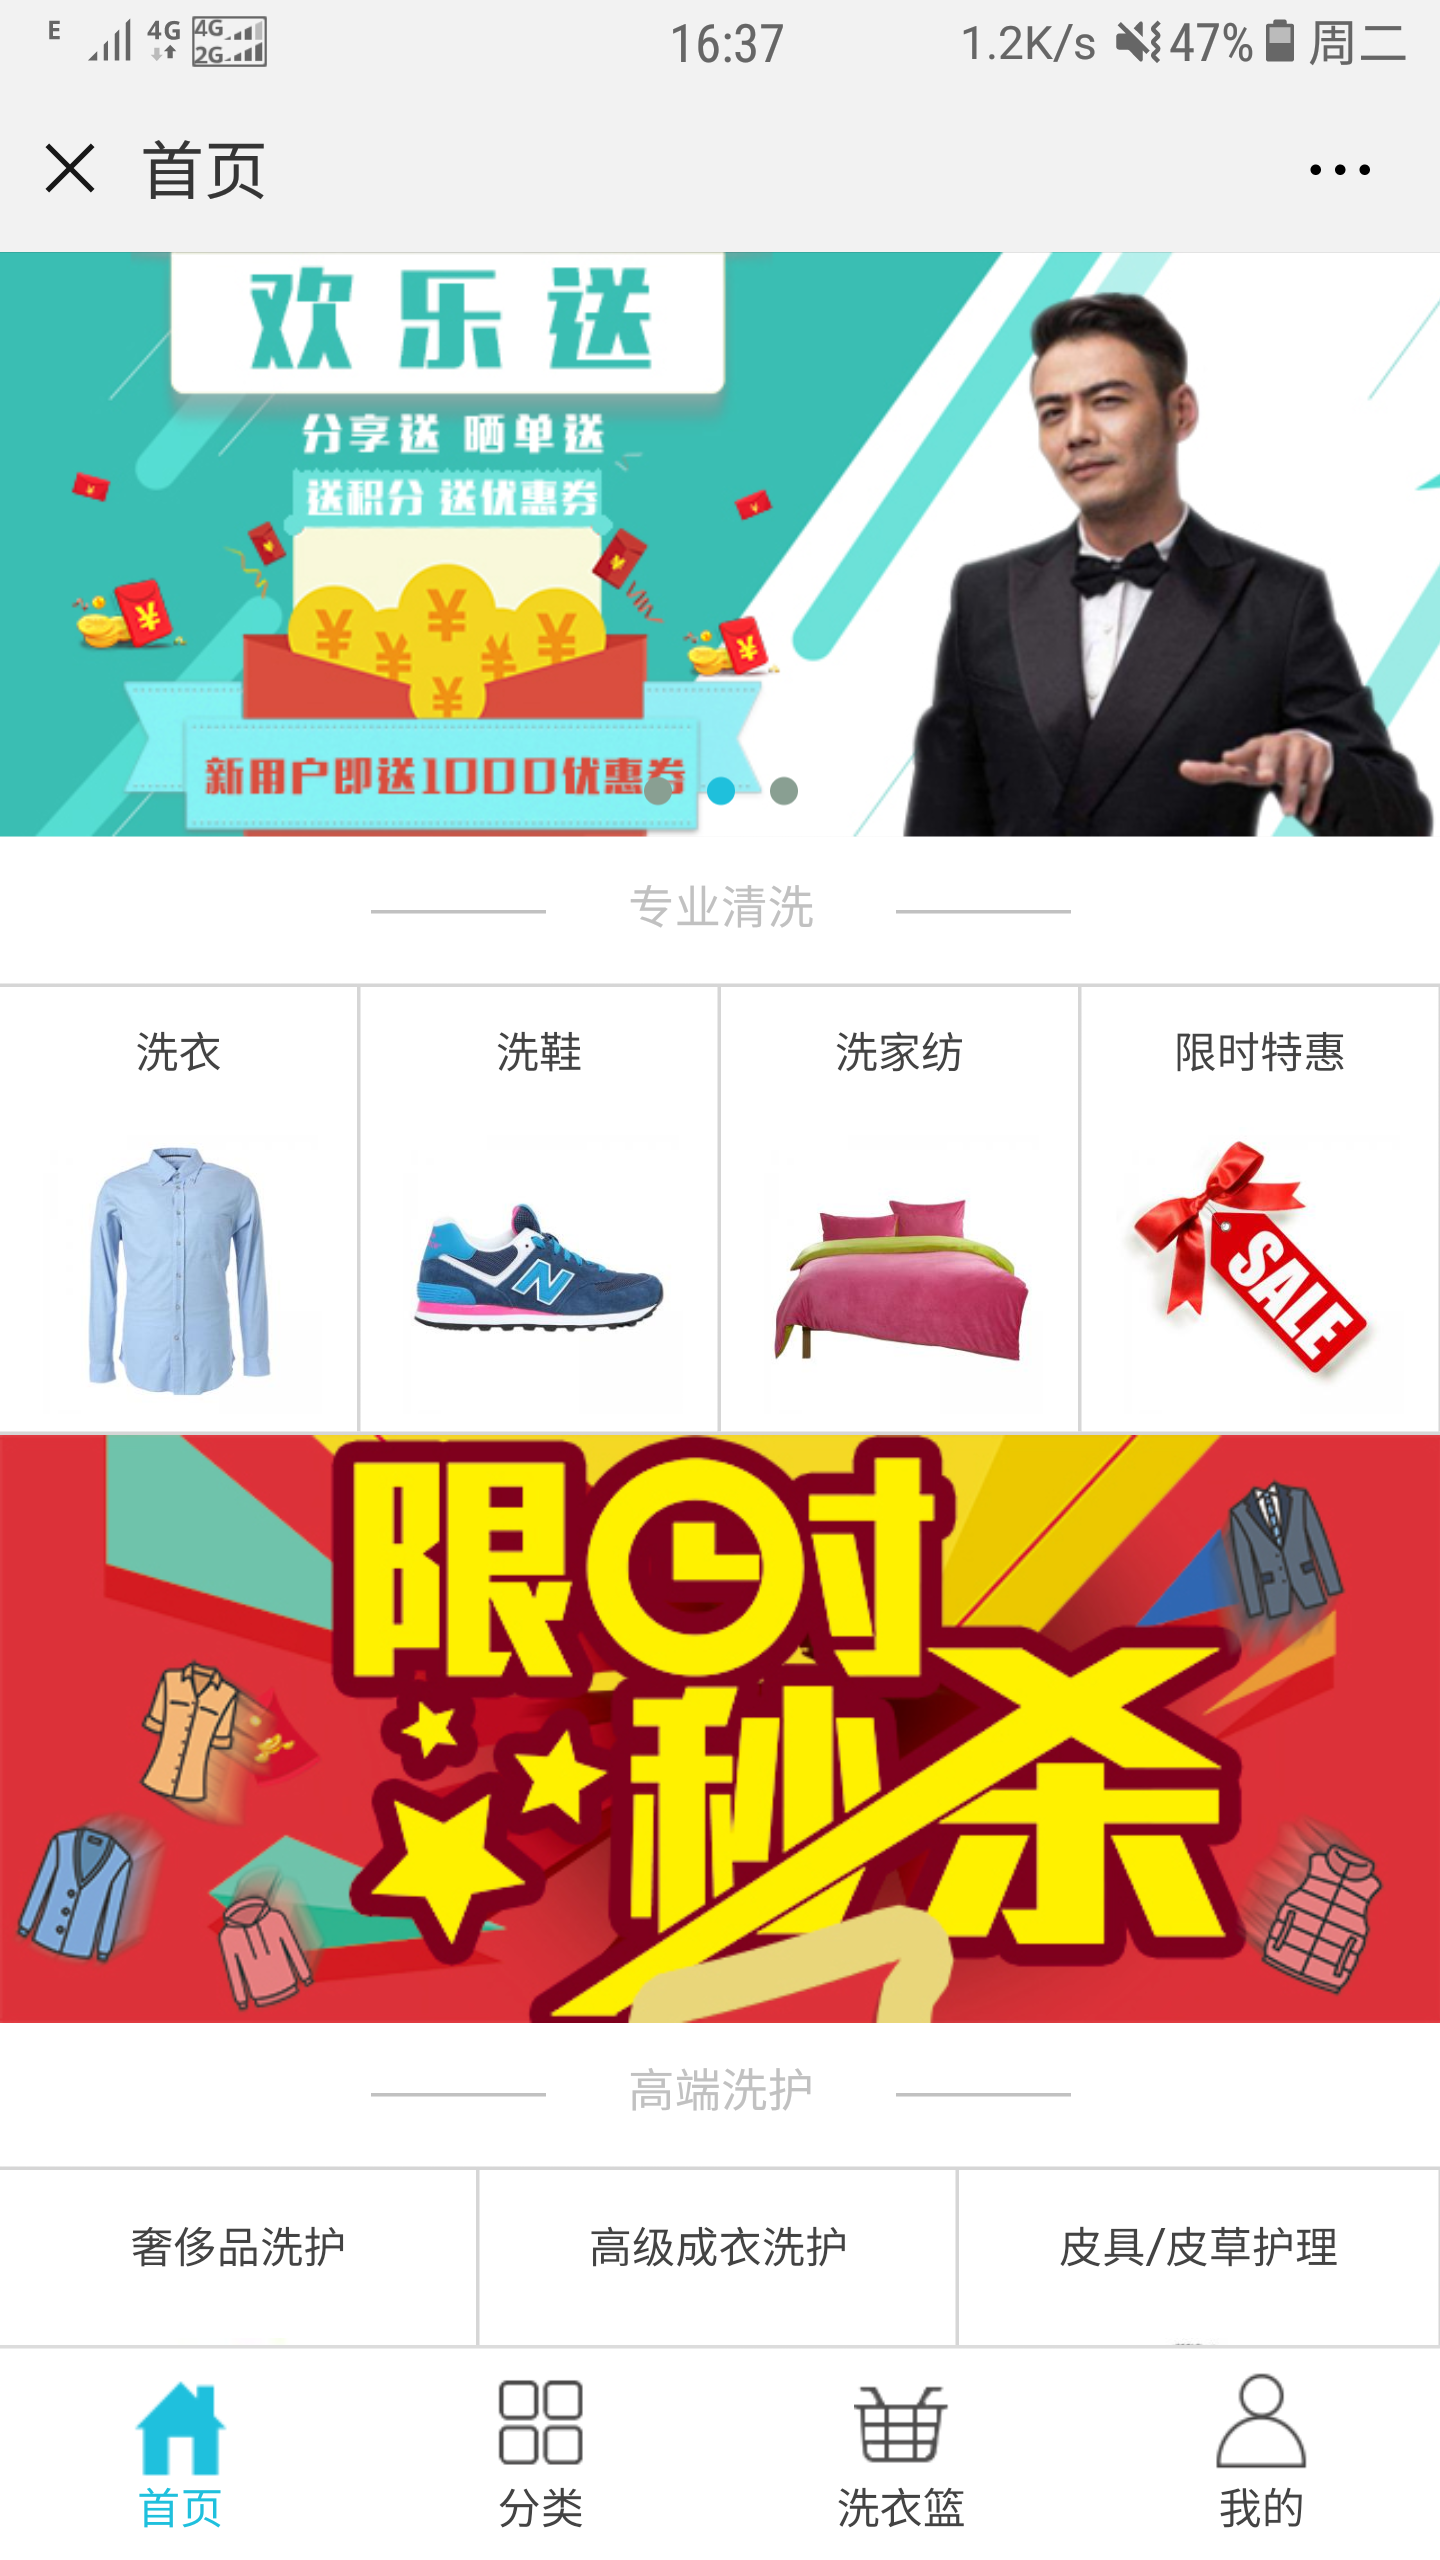 E 4G 4G 2G 16:37 1.2K/s 47% 周二
首页
欢乐送
分享送 晒单送
送积分 送优惠券
新用户即送1000优惠券
专业清洗
洗衣 洗鞋 洗家纺 限时特惠
N
SALE
限时
秒杀
高端洗护
奢侈品洗护 高级成衣洗护 皮具/皮草护理
首页 分类 洗衣篮 我的